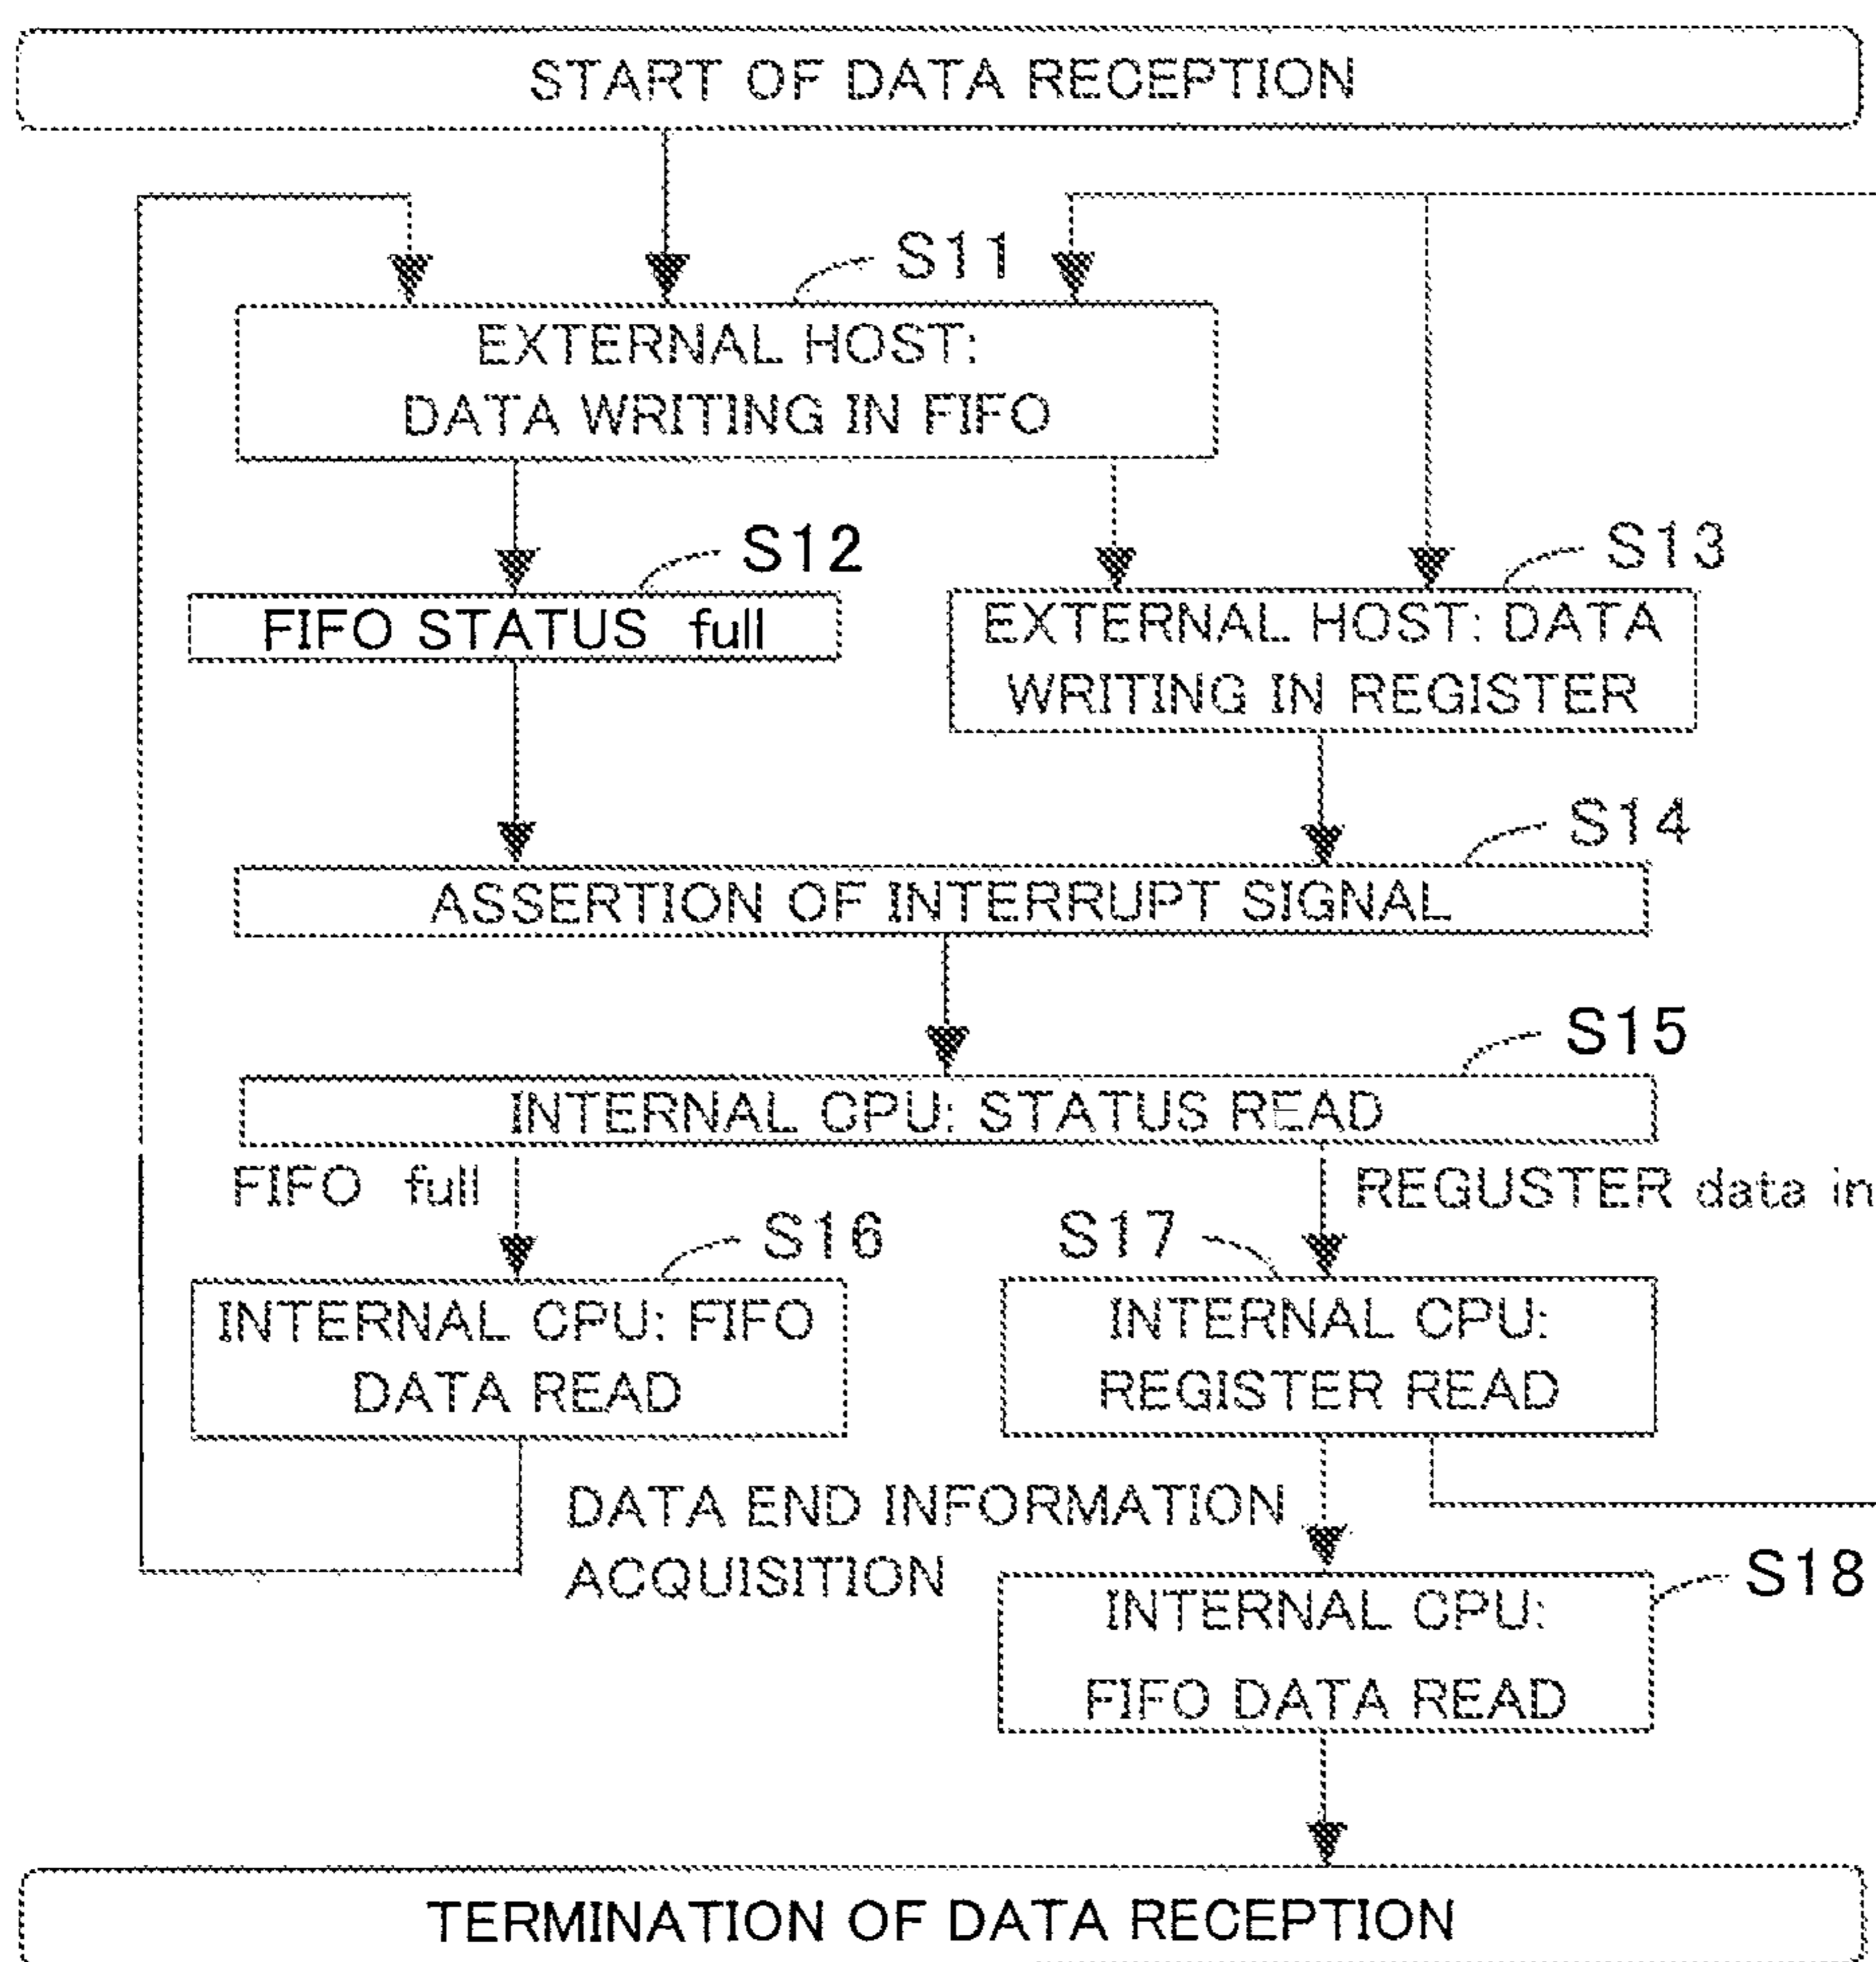 START OF DATA RECEPTION
S11
EXTERNAL HOST:
DATA WRITING IN FIFO
S12
FIFO STATUS full
S13
EXTERNAL HOST: DATA
WRITING IN REGISTER
S14
ASSERTION OF INTERRUPT SIGNAL
S15
INTERNAL CPU: STATUS READ
FIFO full
REGUSTER data in
S16
INTERNAL CPU: FIFO
DATA READ
S17
INTERNAL CPU:
REGISTER READ
DATA END INFORMATION
ACQUISITION
S18
INTERNAL CPU:
FIFO DATA READ
TERMINATION OF DATA RECEPTION